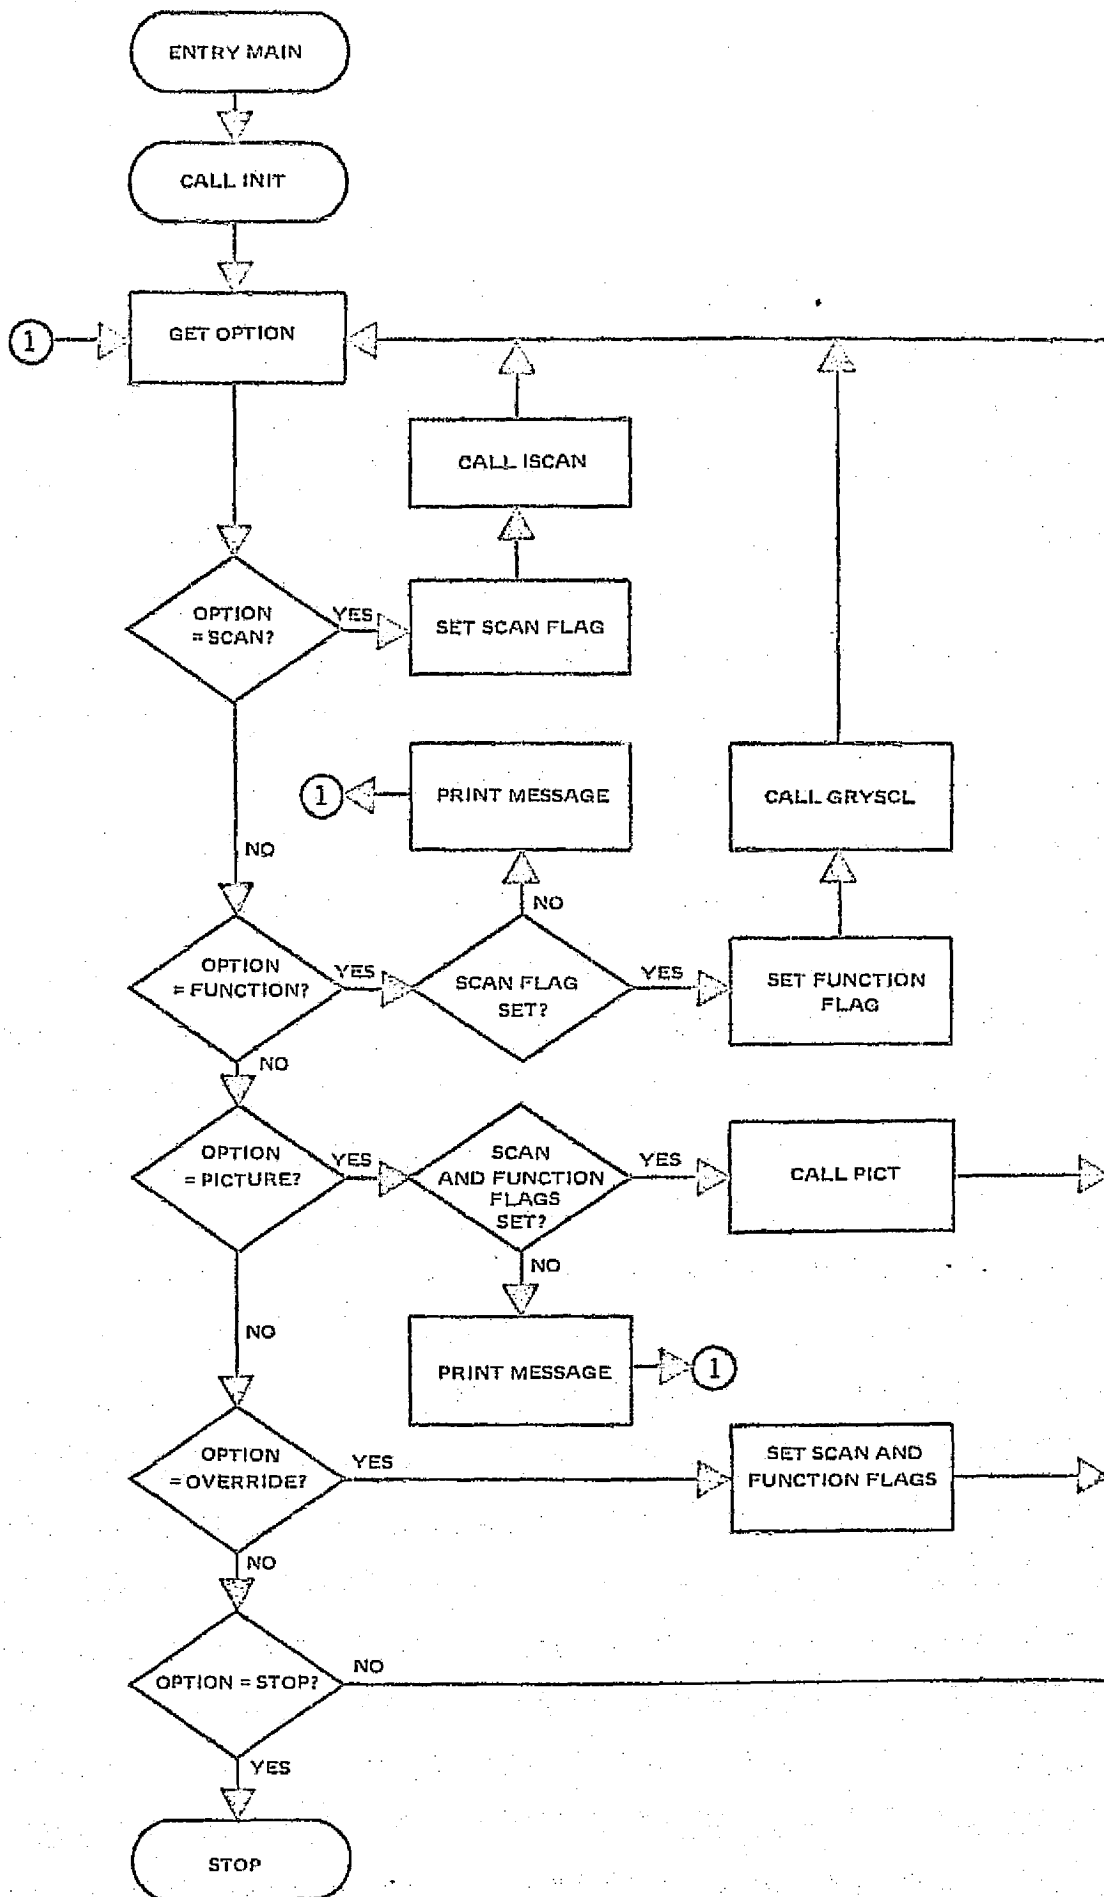 ENTRY MAIN
CALL INIT
1
GET OPTION
CALL ISCAN
OPTION
= SCAN?
YES
SET SCAN FLAG
NO
1
PRINT MESSAGE
CALL GRYSCL
NO
OPTION
= FUNCTION?
YES
SCAN FLAG
SET?
YES
SET FUNCTION
FLAG
NO
OPTION
= PICTURE?
YES
SCAN
AND FUNCTION
FLAGS
SET?
YES
CALL PICT
NO
PRINT MESSAGE
1
NO
OPTION
= OVERRIDE?
YES
SET SCAN AND
FUNCTION FLAGS
NO
OPTION = STOP?
NO
YES
STOP